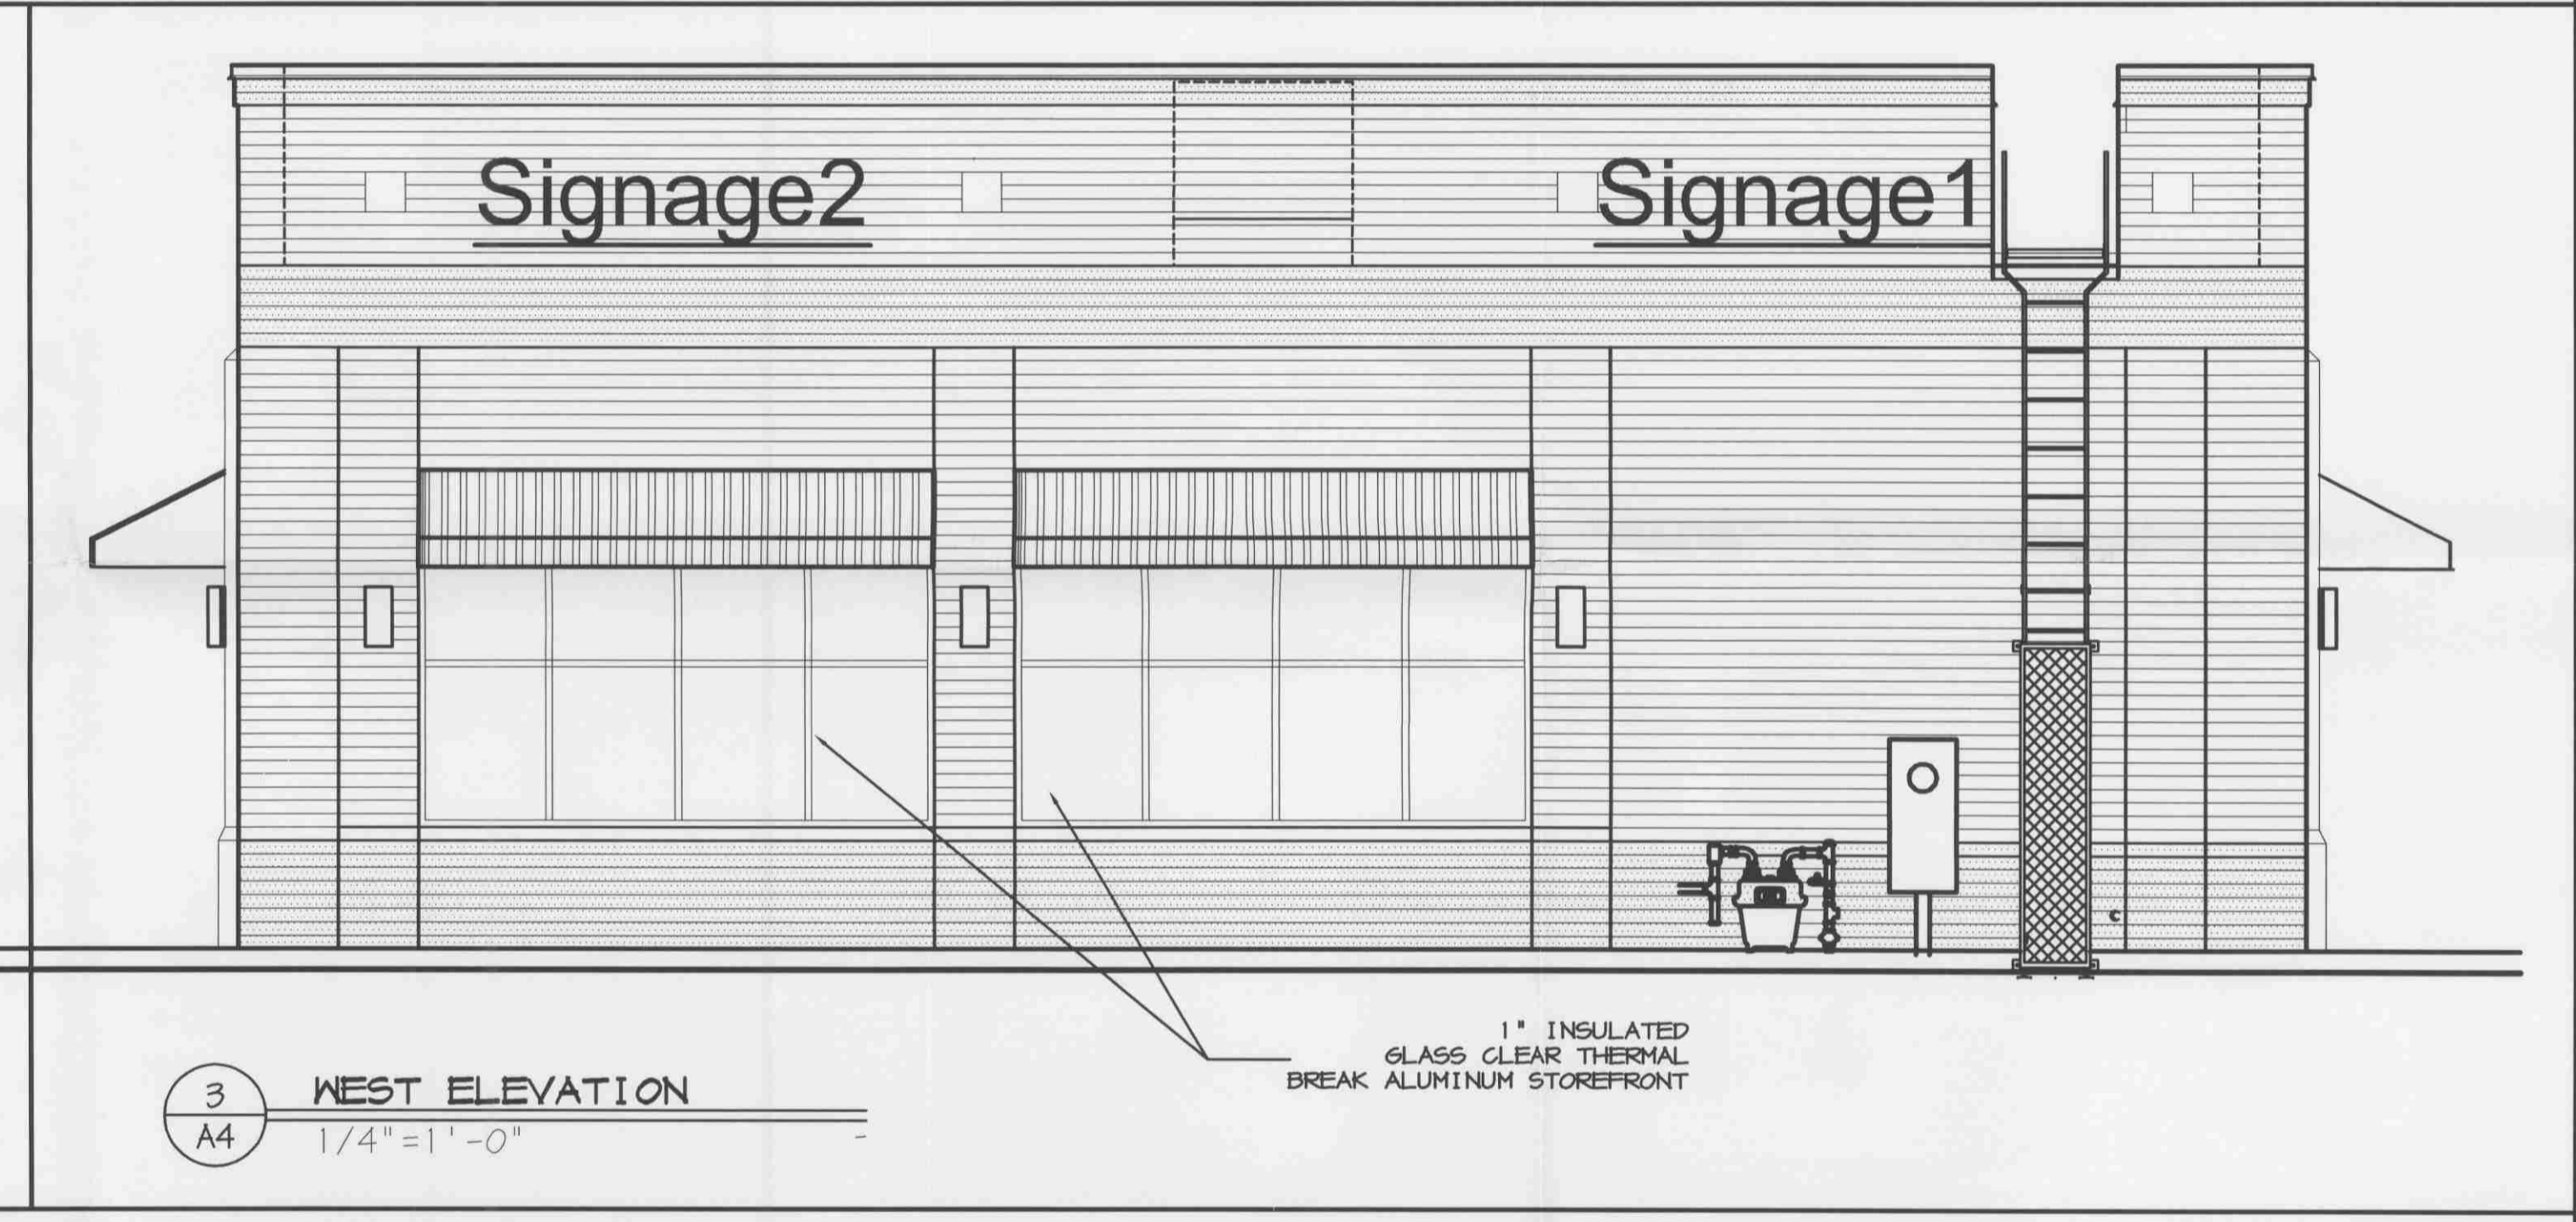 Signage2
Signage1
1" INSULATED
GLASS CLEAR THERMAL
BREAK ALUMINUM STOREFRONT
3
A4
WEST ELEVATION
1/4"=1'-0"